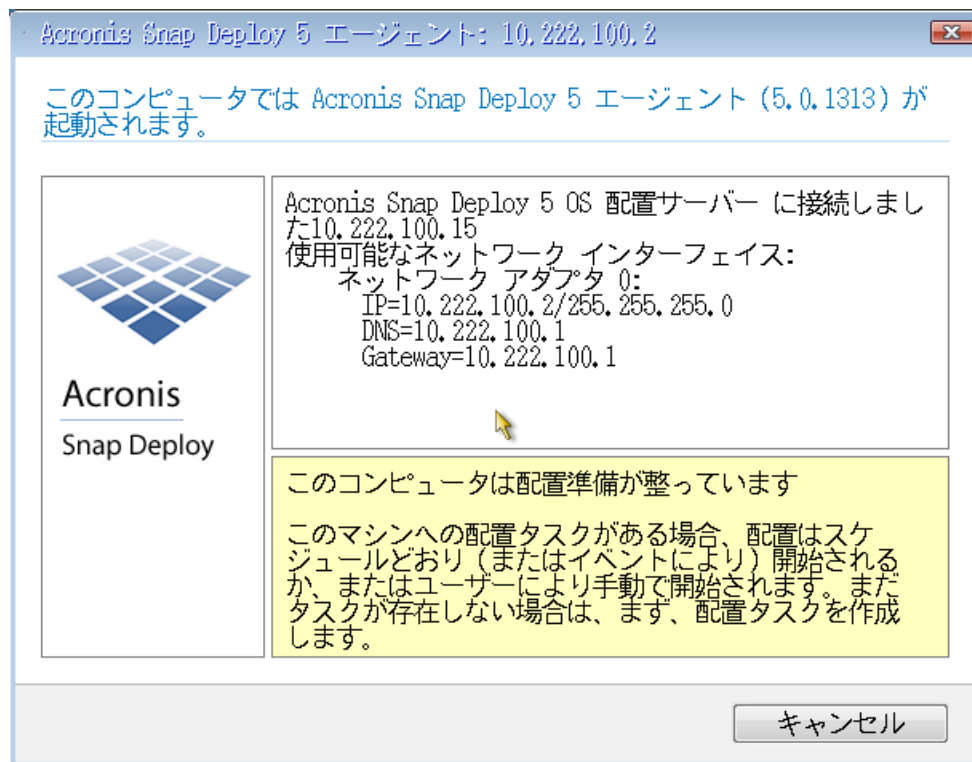 Acronis Snap Deploy 5 エージェント: 10.222.100.2
このコンピュータでは Acronis Snap Deploy 5 エージェント (5.0.1313) が
起動されます。
Acronis
Snap Deploy
Acronis Snap Deploy 5 OS 配置サーバー に接続しまし
た10.222.100.15
使用可能なネットワーク インターフェイス:
ネットワーク アダプタ 0:
IP=10.222.100.2/255.255.255.0
DNS=10.222.100.1
Gateway=10.222.100.1
このコンピュータは配置準備が整っています
このマシンへの配置タスクがある場合、配置はスケ
ジュールどおり (またはイベントにより) 開始される
か、またはユーザーにより手動で開始されます。まだ
タスクが存在しない場合は、まず、配置タスクを作成
します。
キャンセル